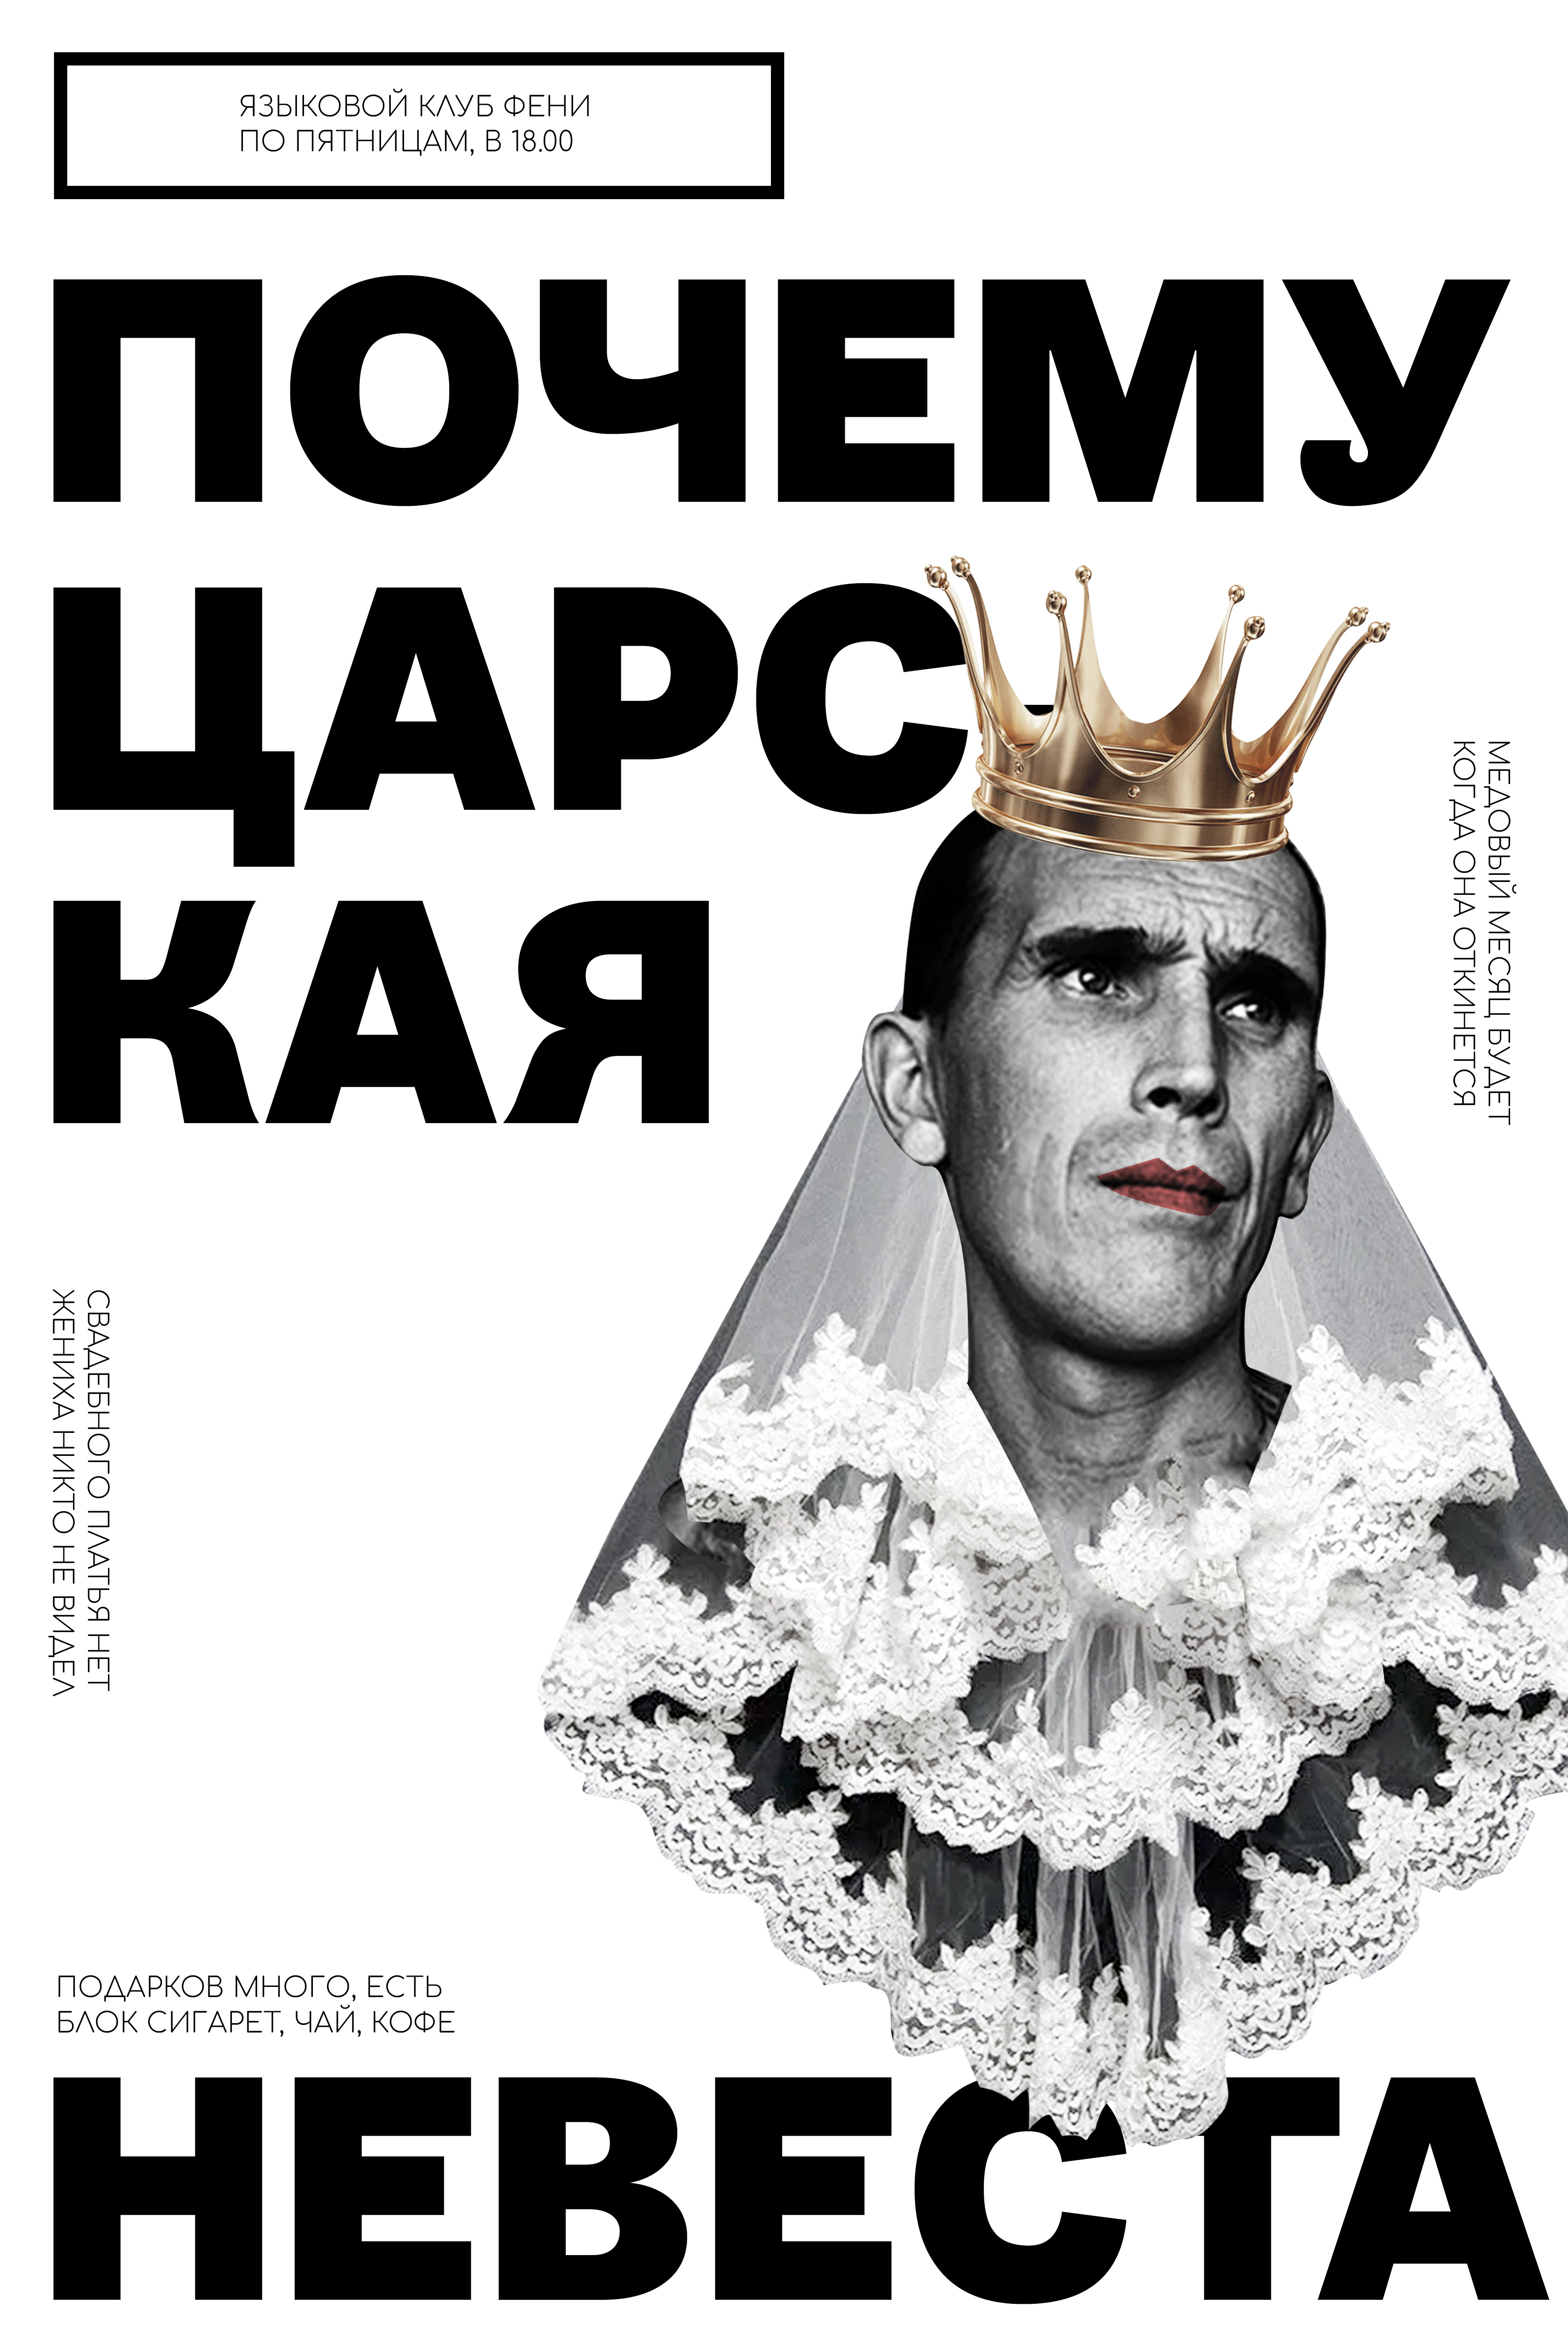 ЯЗЫКОВОЙ КЛУБ ФЕНИ
ПО ПЯТНИЦАМ, В 18.00
ПОЧЕМУ
ЦАРС-
КАЯ
МЕДОВЫЙ МЕСЯЦ БУДЕТ
КОГДА ОНА ОТКИНЕТСЯ
СВАДЕБНОГО ПЛАТЬЯ НЕТ
ЖЕНИХА НИКТО НЕ ВИДЕЛ
ПОДАРКОВ МНОГО, ЕСТЬ
БЛОК СИГАРЕТ, ЧАЙ, КОФЕ
НЕВЕСТА